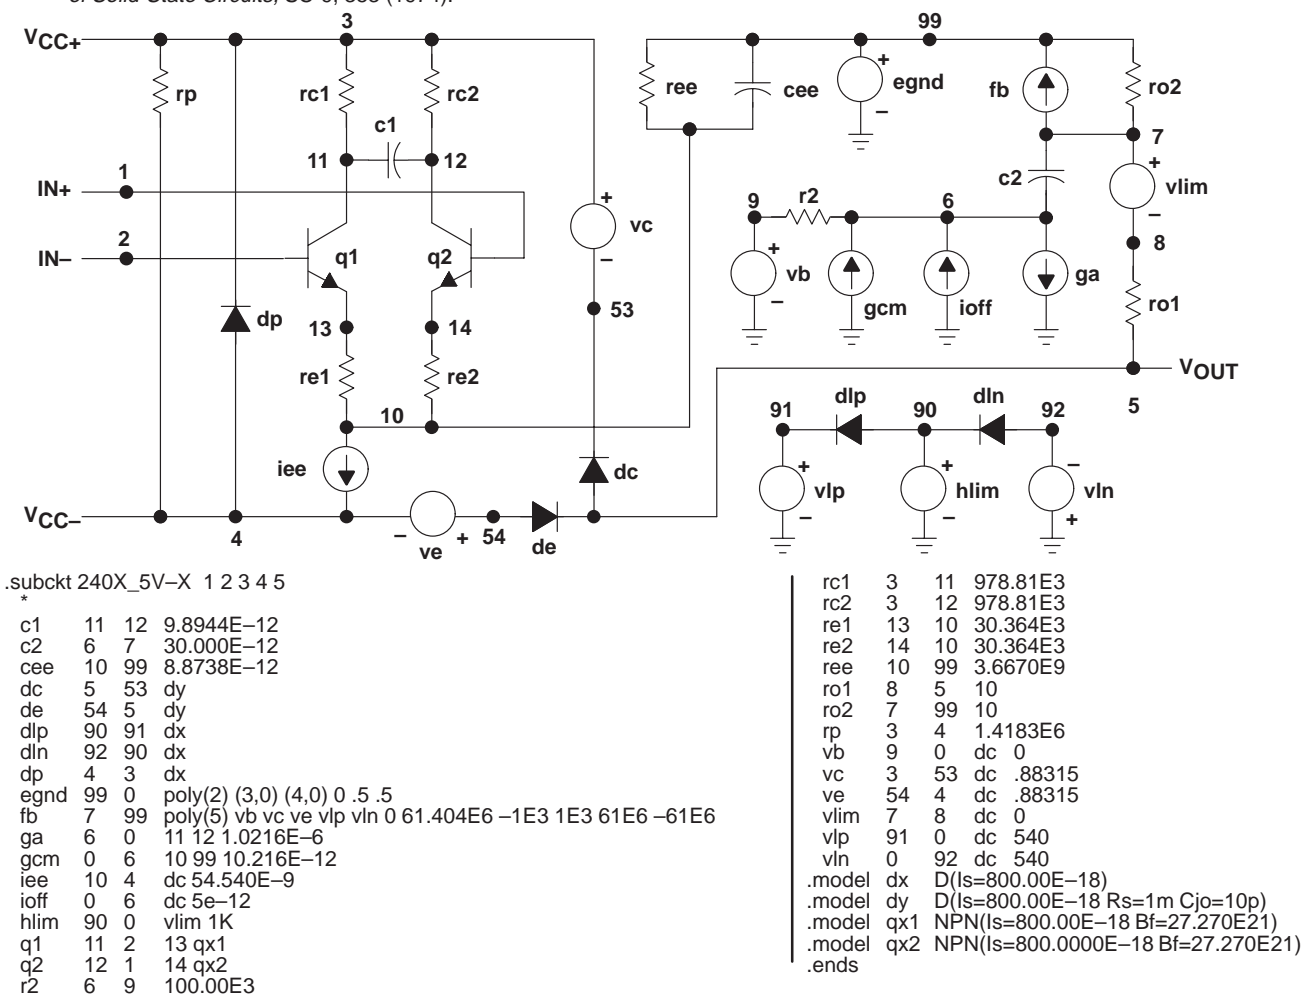 of Solid-State Circuits, SC-9, 353 (1974).
3
99
VCC+
rp
rc1
rc2
c1
11
12
ree
cee
egnd
+
–
fb
ro2
7
c2
+
vlim
–
8
1
IN+
2
IN–
q1
q2
+
vc
–
53
9
r2
6
+
vb
–
gcm
ioff
ga
ro1
dp
13
14
re1
re2
10
VOUT
5
dlp
dln
91
90
92
iee
dc
+
vlp
–
+
hlim
–
–
vln
+
VCC–
4
–
ve
+
54
de
.subckt 240X_5V–X 1 2 3 4 5
*
c1 11 12 9.8944E–12
c2 6 7 30.000E–12
cee 10 99 8.8738E–12
dc 5 53 dy
de 54 5 dy
dlp 90 91 dx
dln 92 90 dx
dp 4 3 dx
egnd 99 0 poly(2) (3,0) (4,0) 0 .5 .5
fb 7 99 poly(5) vb vc ve vlp vln 0 61.404E6 –1E3 1E3 61E6 –61E6
ga 6 0 11 12 1.0216E–6
gcm 0 6 10 99 10.216E–12
iee 10 4 dc 54.540E–9
ioff 0 6 dc 5e–12
hlim 90 0 vlim 1K
q1 11 2 13 qx1
q2 12 1 14 qx2
r2 6 9 100.00E3
rc1 3 11 978.81E3
rc2 3 12 978.81E3
re1 13 10 30.364E3
re2 14 10 30.364E3
ree 10 99 3.6670E9
ro1 8 5 10
ro2 7 99 10
rp 3 4 1.4183E6
vb 9 0 dc 0
vc 3 53 dc .88315
ve 54 4 dc .88315
vlim 7 8 dc 0
vlp 91 0 dc 540
vln 0 92 dc 540
.model dx D(Is=800.00E–18)
.model dy D(Is=800.00E–18 Rs=1m Cjo=10p)
.model qx1 NPN(Is=800.00E–18 Bf=27.270E21)
.model qx2 NPN(Is=800.0000E–18 Bf=27.270E21)
.ends